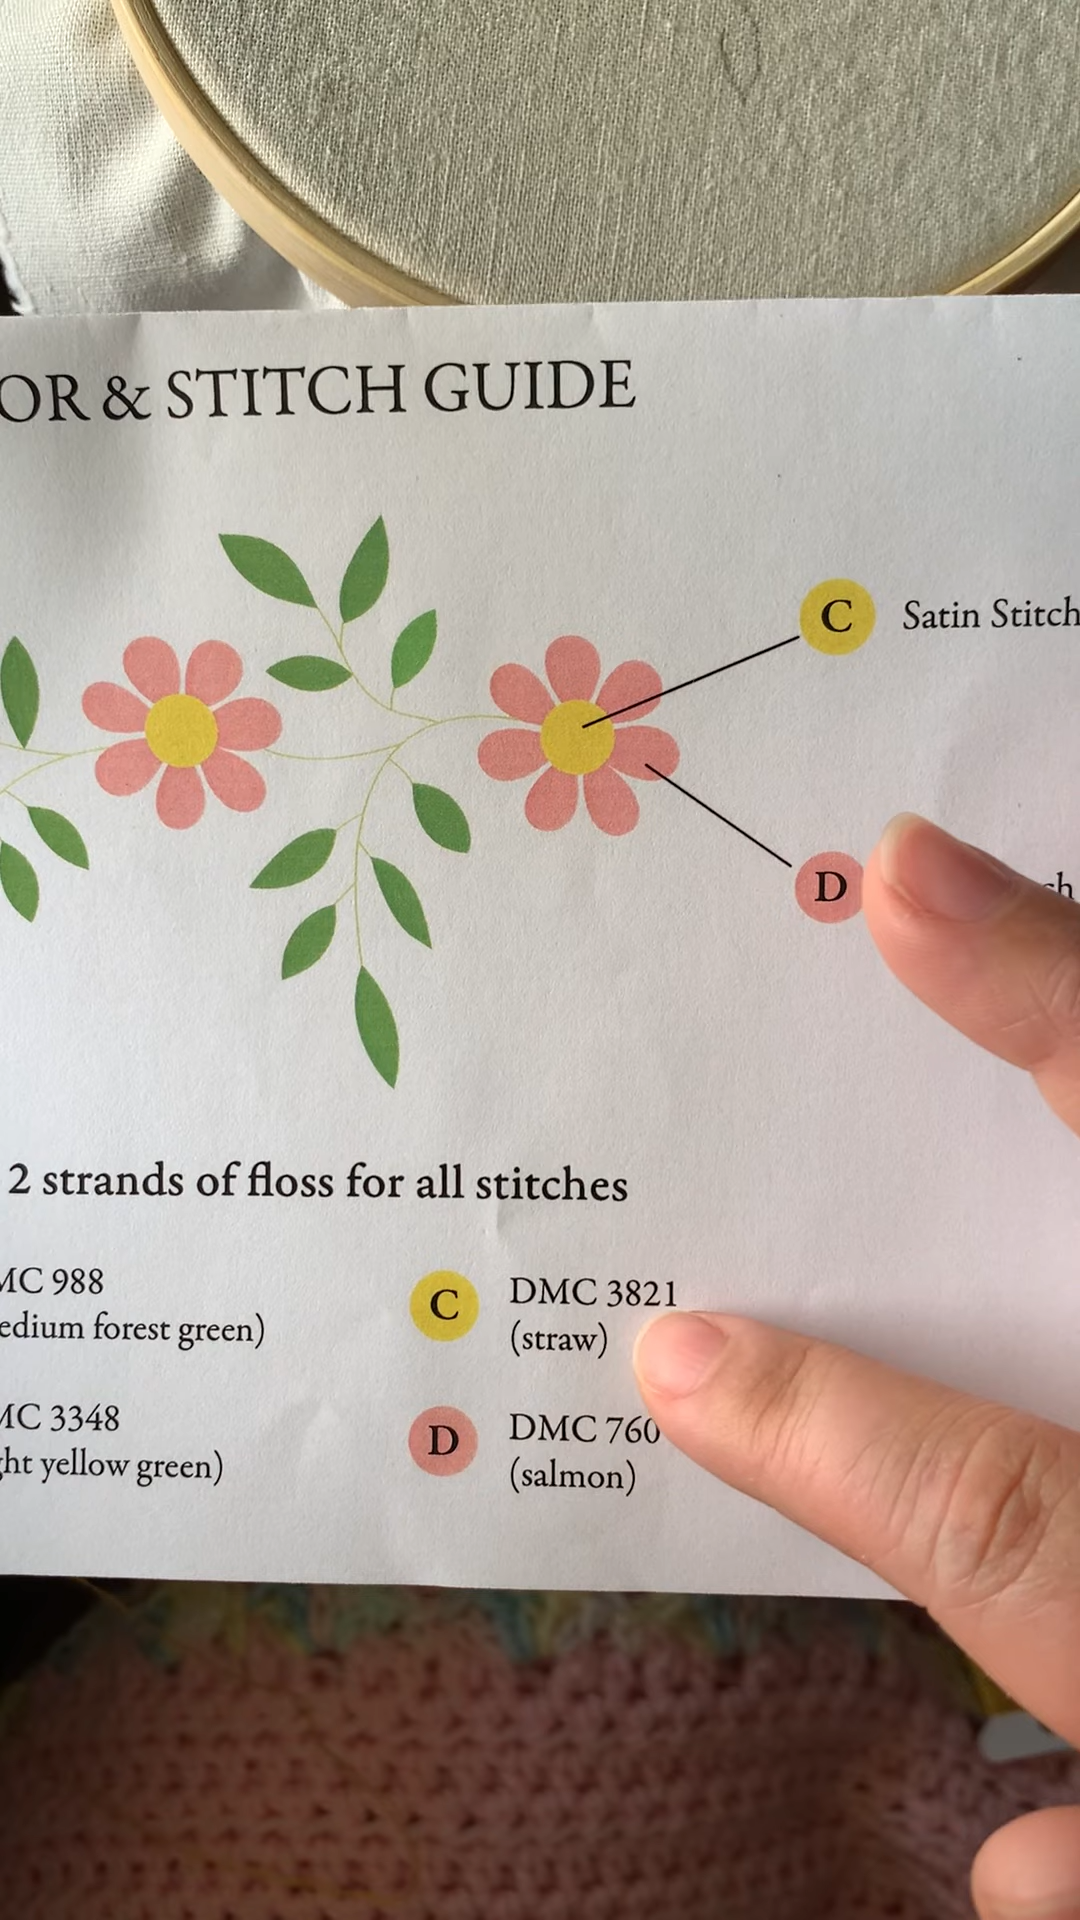 OR & STITCH GUIDE
C Satin Stitch
D
2 strands of floss for all stitches
MC 988
edium forest green)
C DMC 3821
(straw)
MC 3348
ght yellow green)
D DMC 760
(salmon)